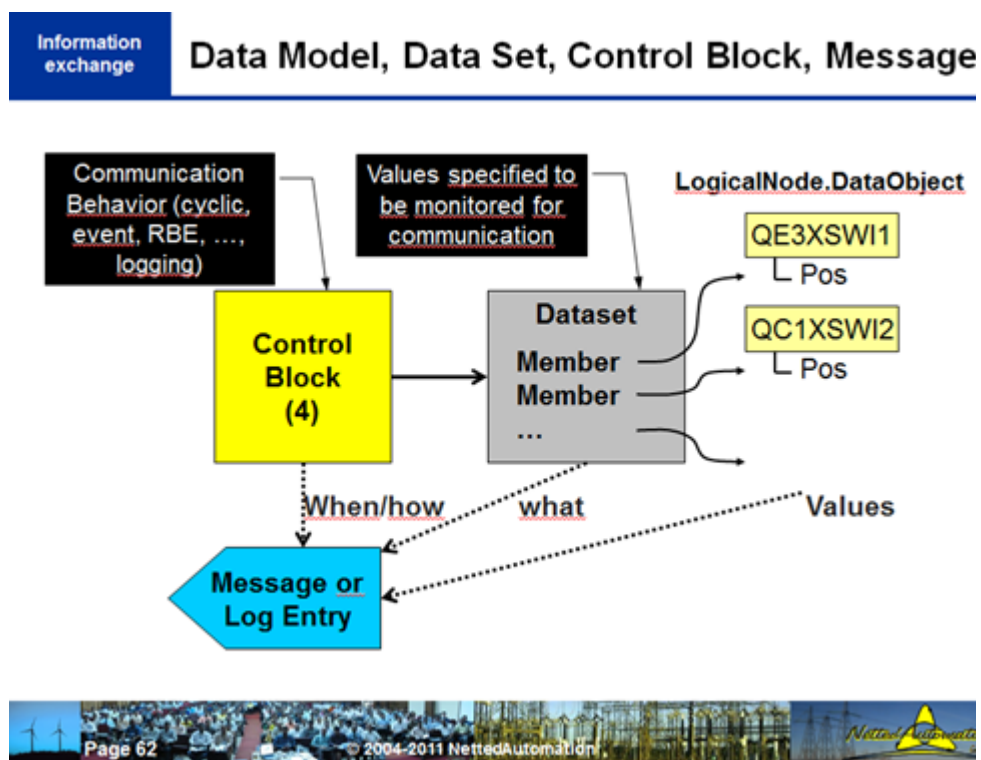 Information
exchange
Data Model, Data Set, Control Block, Message
Communication
Behavior (cyclic,
event, RBE, …,
logging)
Values specified to
be monitored for
communication
LogicalNode.DataObject
QE3XSWI1
Pos
QC1XSWI2
Pos
Control
Block
(4)
Dataset
Member
Member
…
When/how
what
Values
Message or
Log Entry
Page 62
© 2004-2011 NettedAutomation